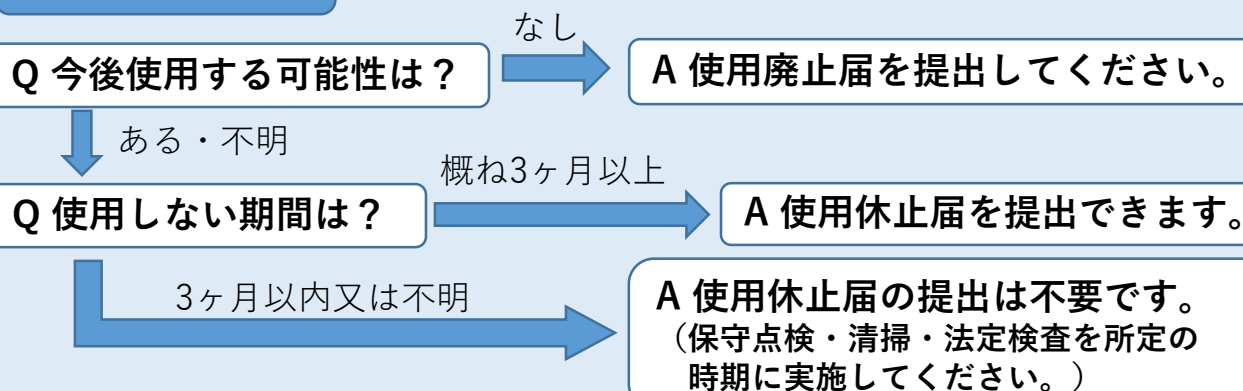 なし
Q 今後使用する可能性は？
A 使用廃止届を提出してください。
ある・不明
概ね3ヶ月以上
Q 使用しない期間は？
A 使用休止届を提出できます。
3ヶ月以内又は不明
A 使用休止届の提出は不要です。
（保守点検・清掃・法定検査を所定の
時期に実施してください。）